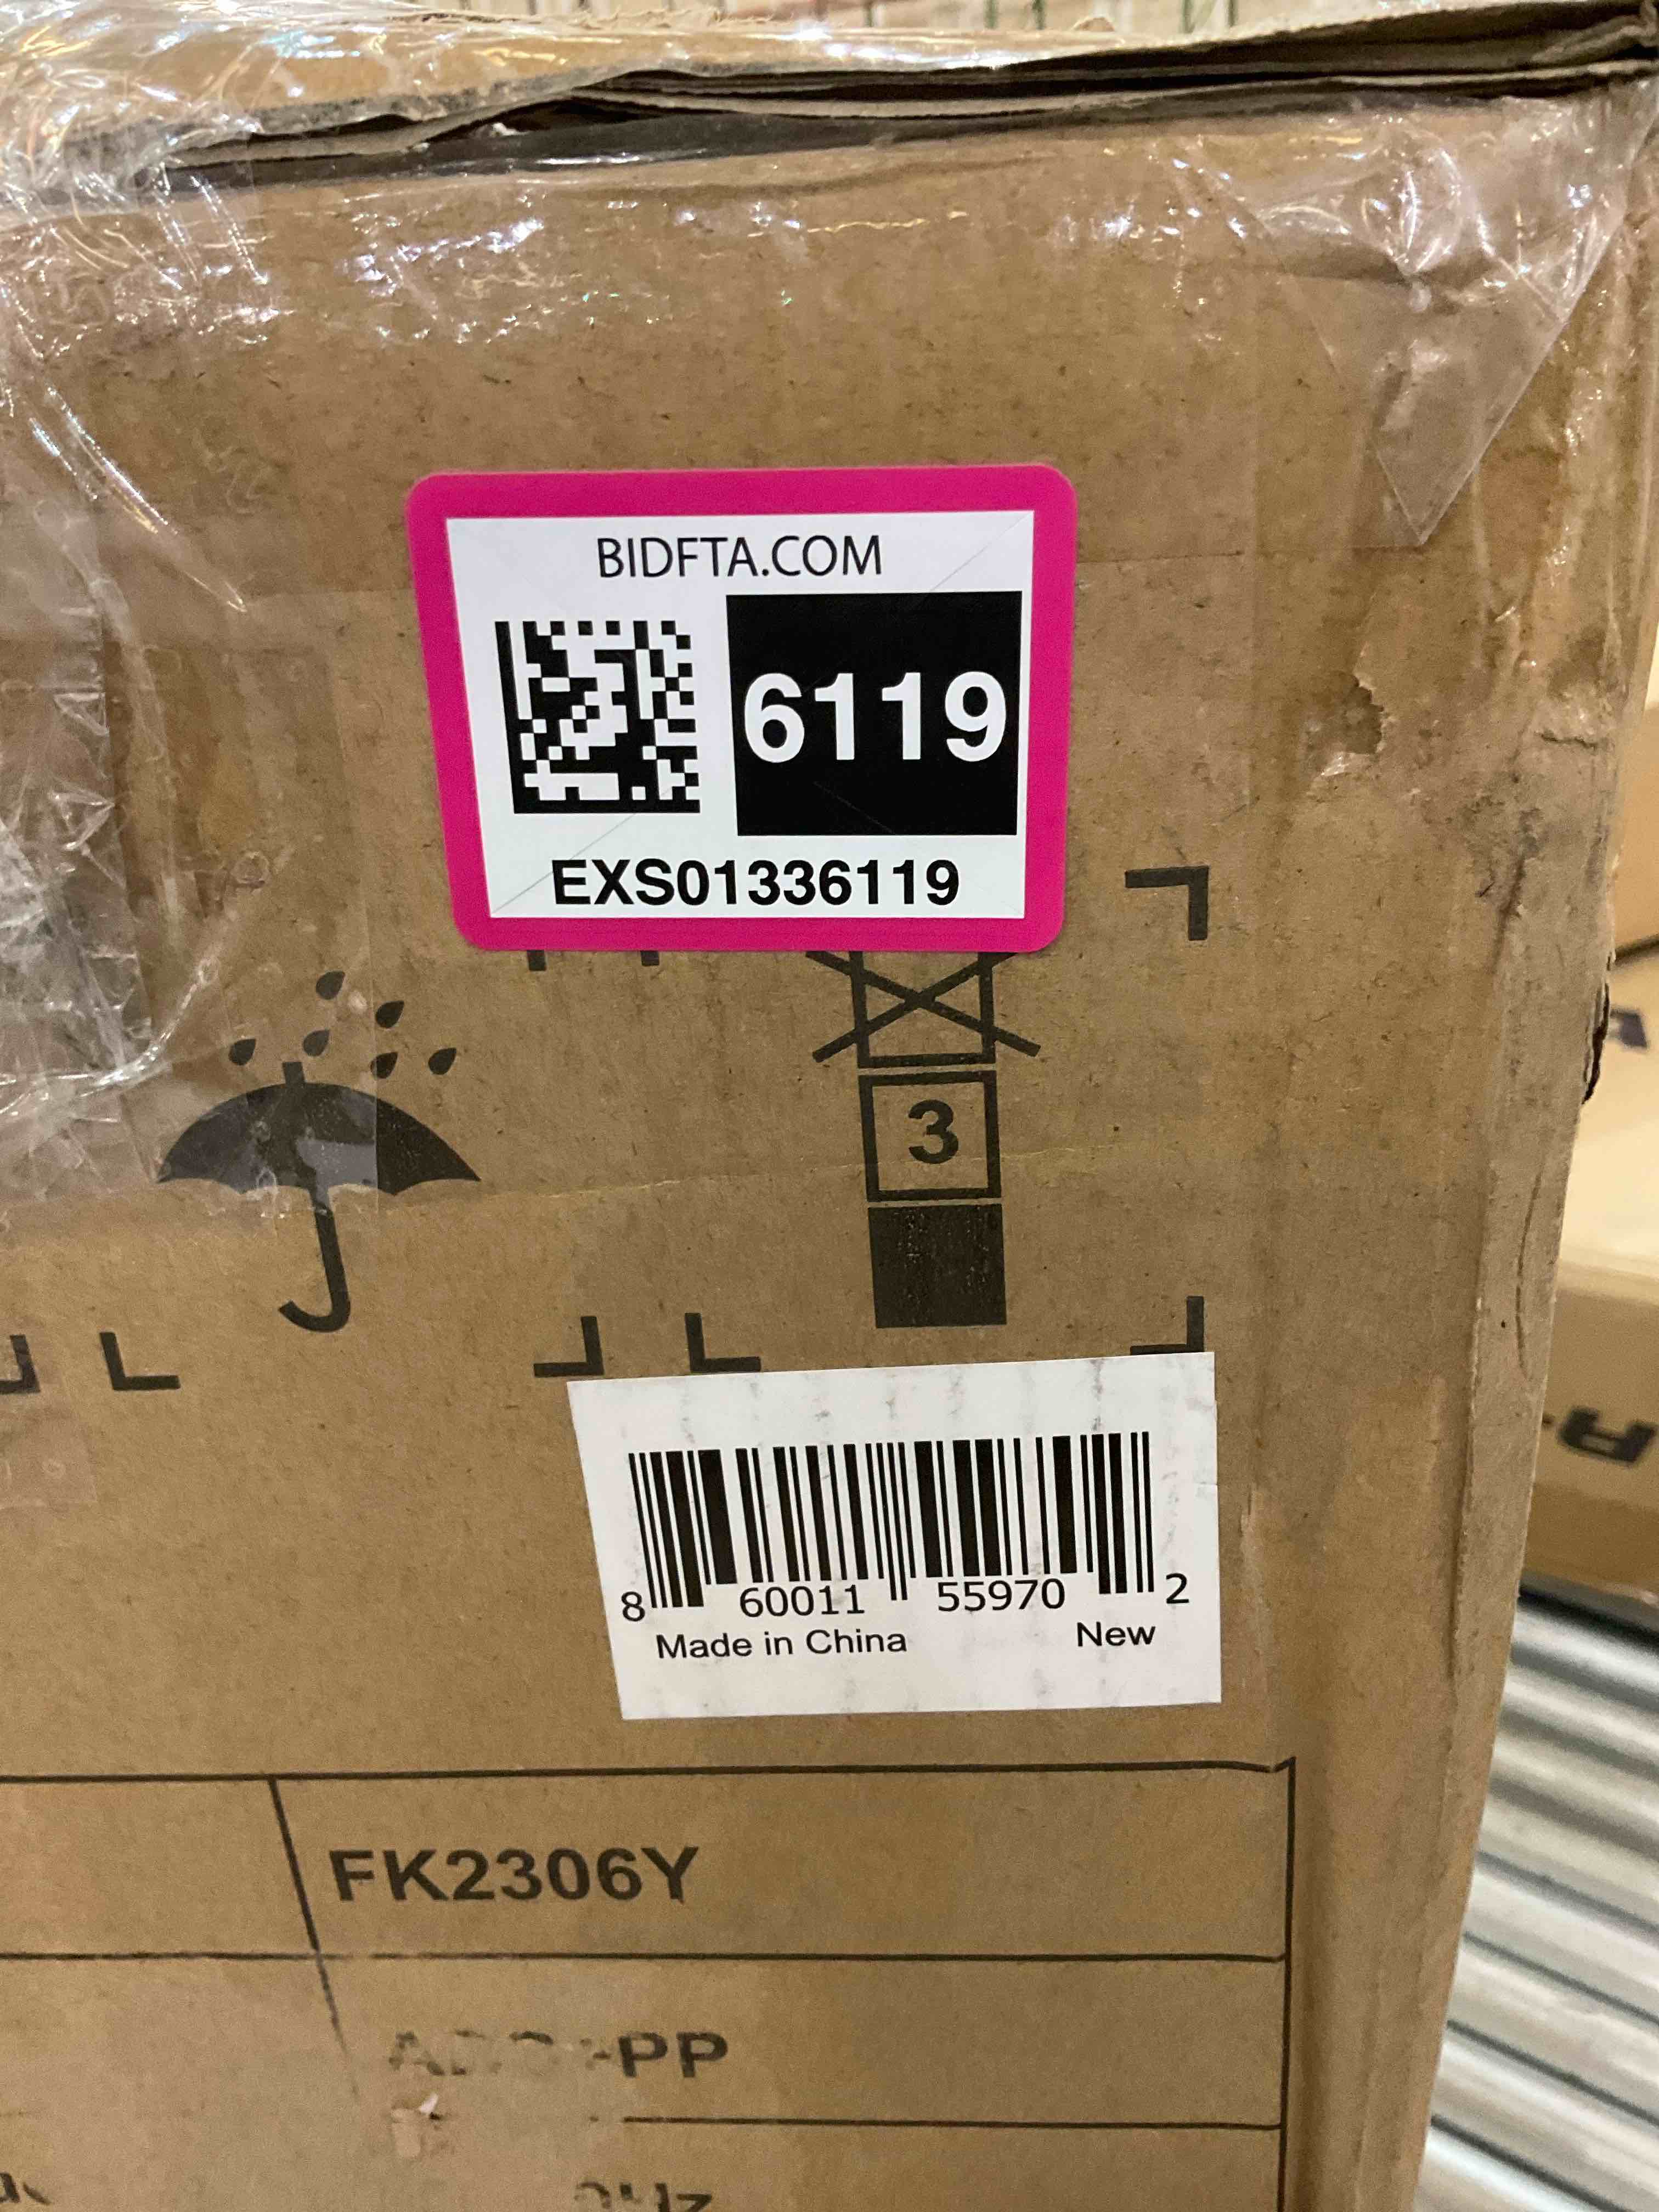 BIDFTA.COM
6119
EXS01336119
3
8 60011 55970 2
Made in China New
FK2306Y